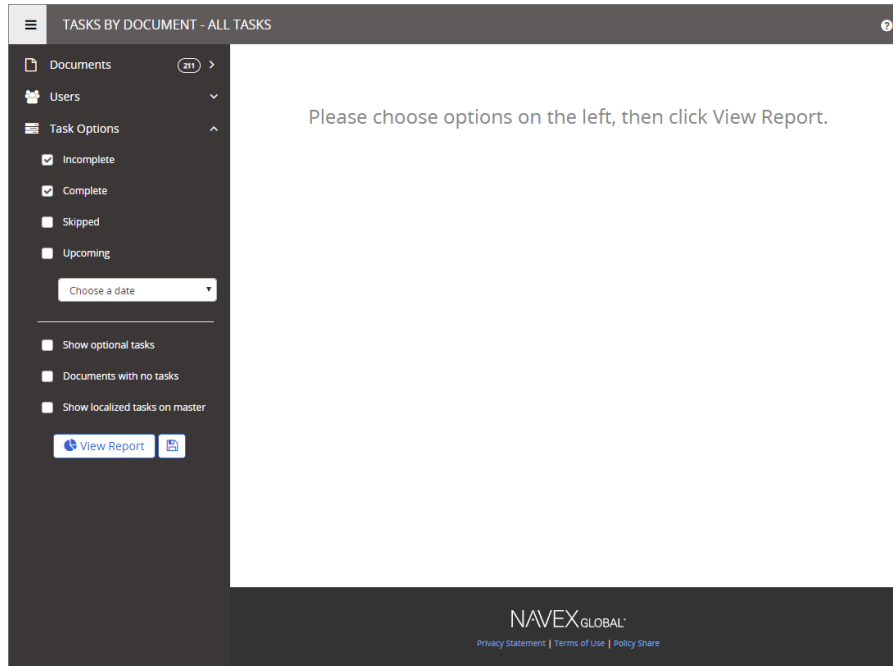 TASKS BY DOCUMENT - ALL TASKS
Documents 211
Users
Task Options
Incomplete
Complete
Skipped
Upcoming
Choose a date
Show optional tasks
Documents with no tasks
Show localized tasks on master
View Report
Please choose options on the left, then click View Report.
NAVEX GLOBAL
Privacy Statement | Terms of Use | Policy Share